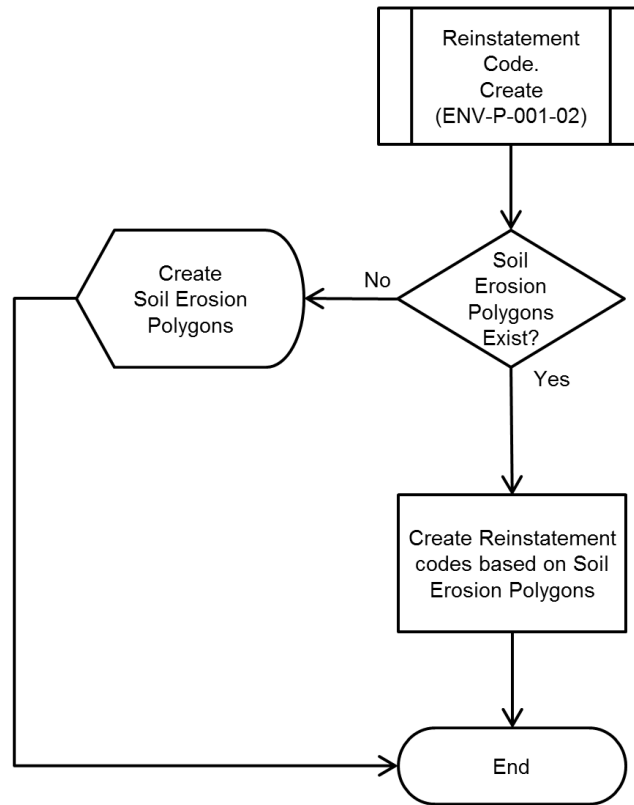 Reinstatement
Code.
Create
(ENV-P-001-02)
Soil
Erosion
Polygons
Exist?
No
Create
Soil Erosion
Polygons
Yes
Create Reinstatement
codes based on Soil
Erosion Polygons
End